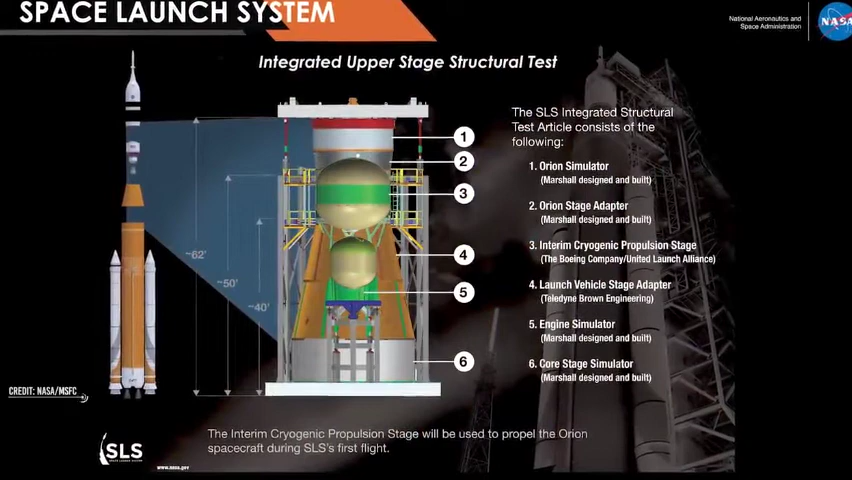 SPACE LAUNCH SYSTEM
National Aeronautics and
Space Administration
NASA
Integrated Upper Stage Structural Test
The SLS Integrated Structural
Test Article consists of the
following:
1. Orion Simulator
(Marshall designed and built)
2. Orion Stage Adapter
(Marshall designed and built)
3. Interim Cryogenic Propulsion Stage
(The Boeing Company/United Launch Alliance)
4. Launch Vehicle Stage Adapter
(Teledyne Brown Engineering)
5. Engine Simulator
(Marshall designed and built)
6. Core Stage Simulator
(Marshall designed and built)
1
2
3
4
5
6
~62'
~50'
~40'
CREDIT: NASA/MSFC
The Interim Cryogenic Propulsion Stage will be used to propel the Orion
spacecraft during SLS's first flight.
SLS
SPACE LAUNCH SYSTEM
www.nasa.gov